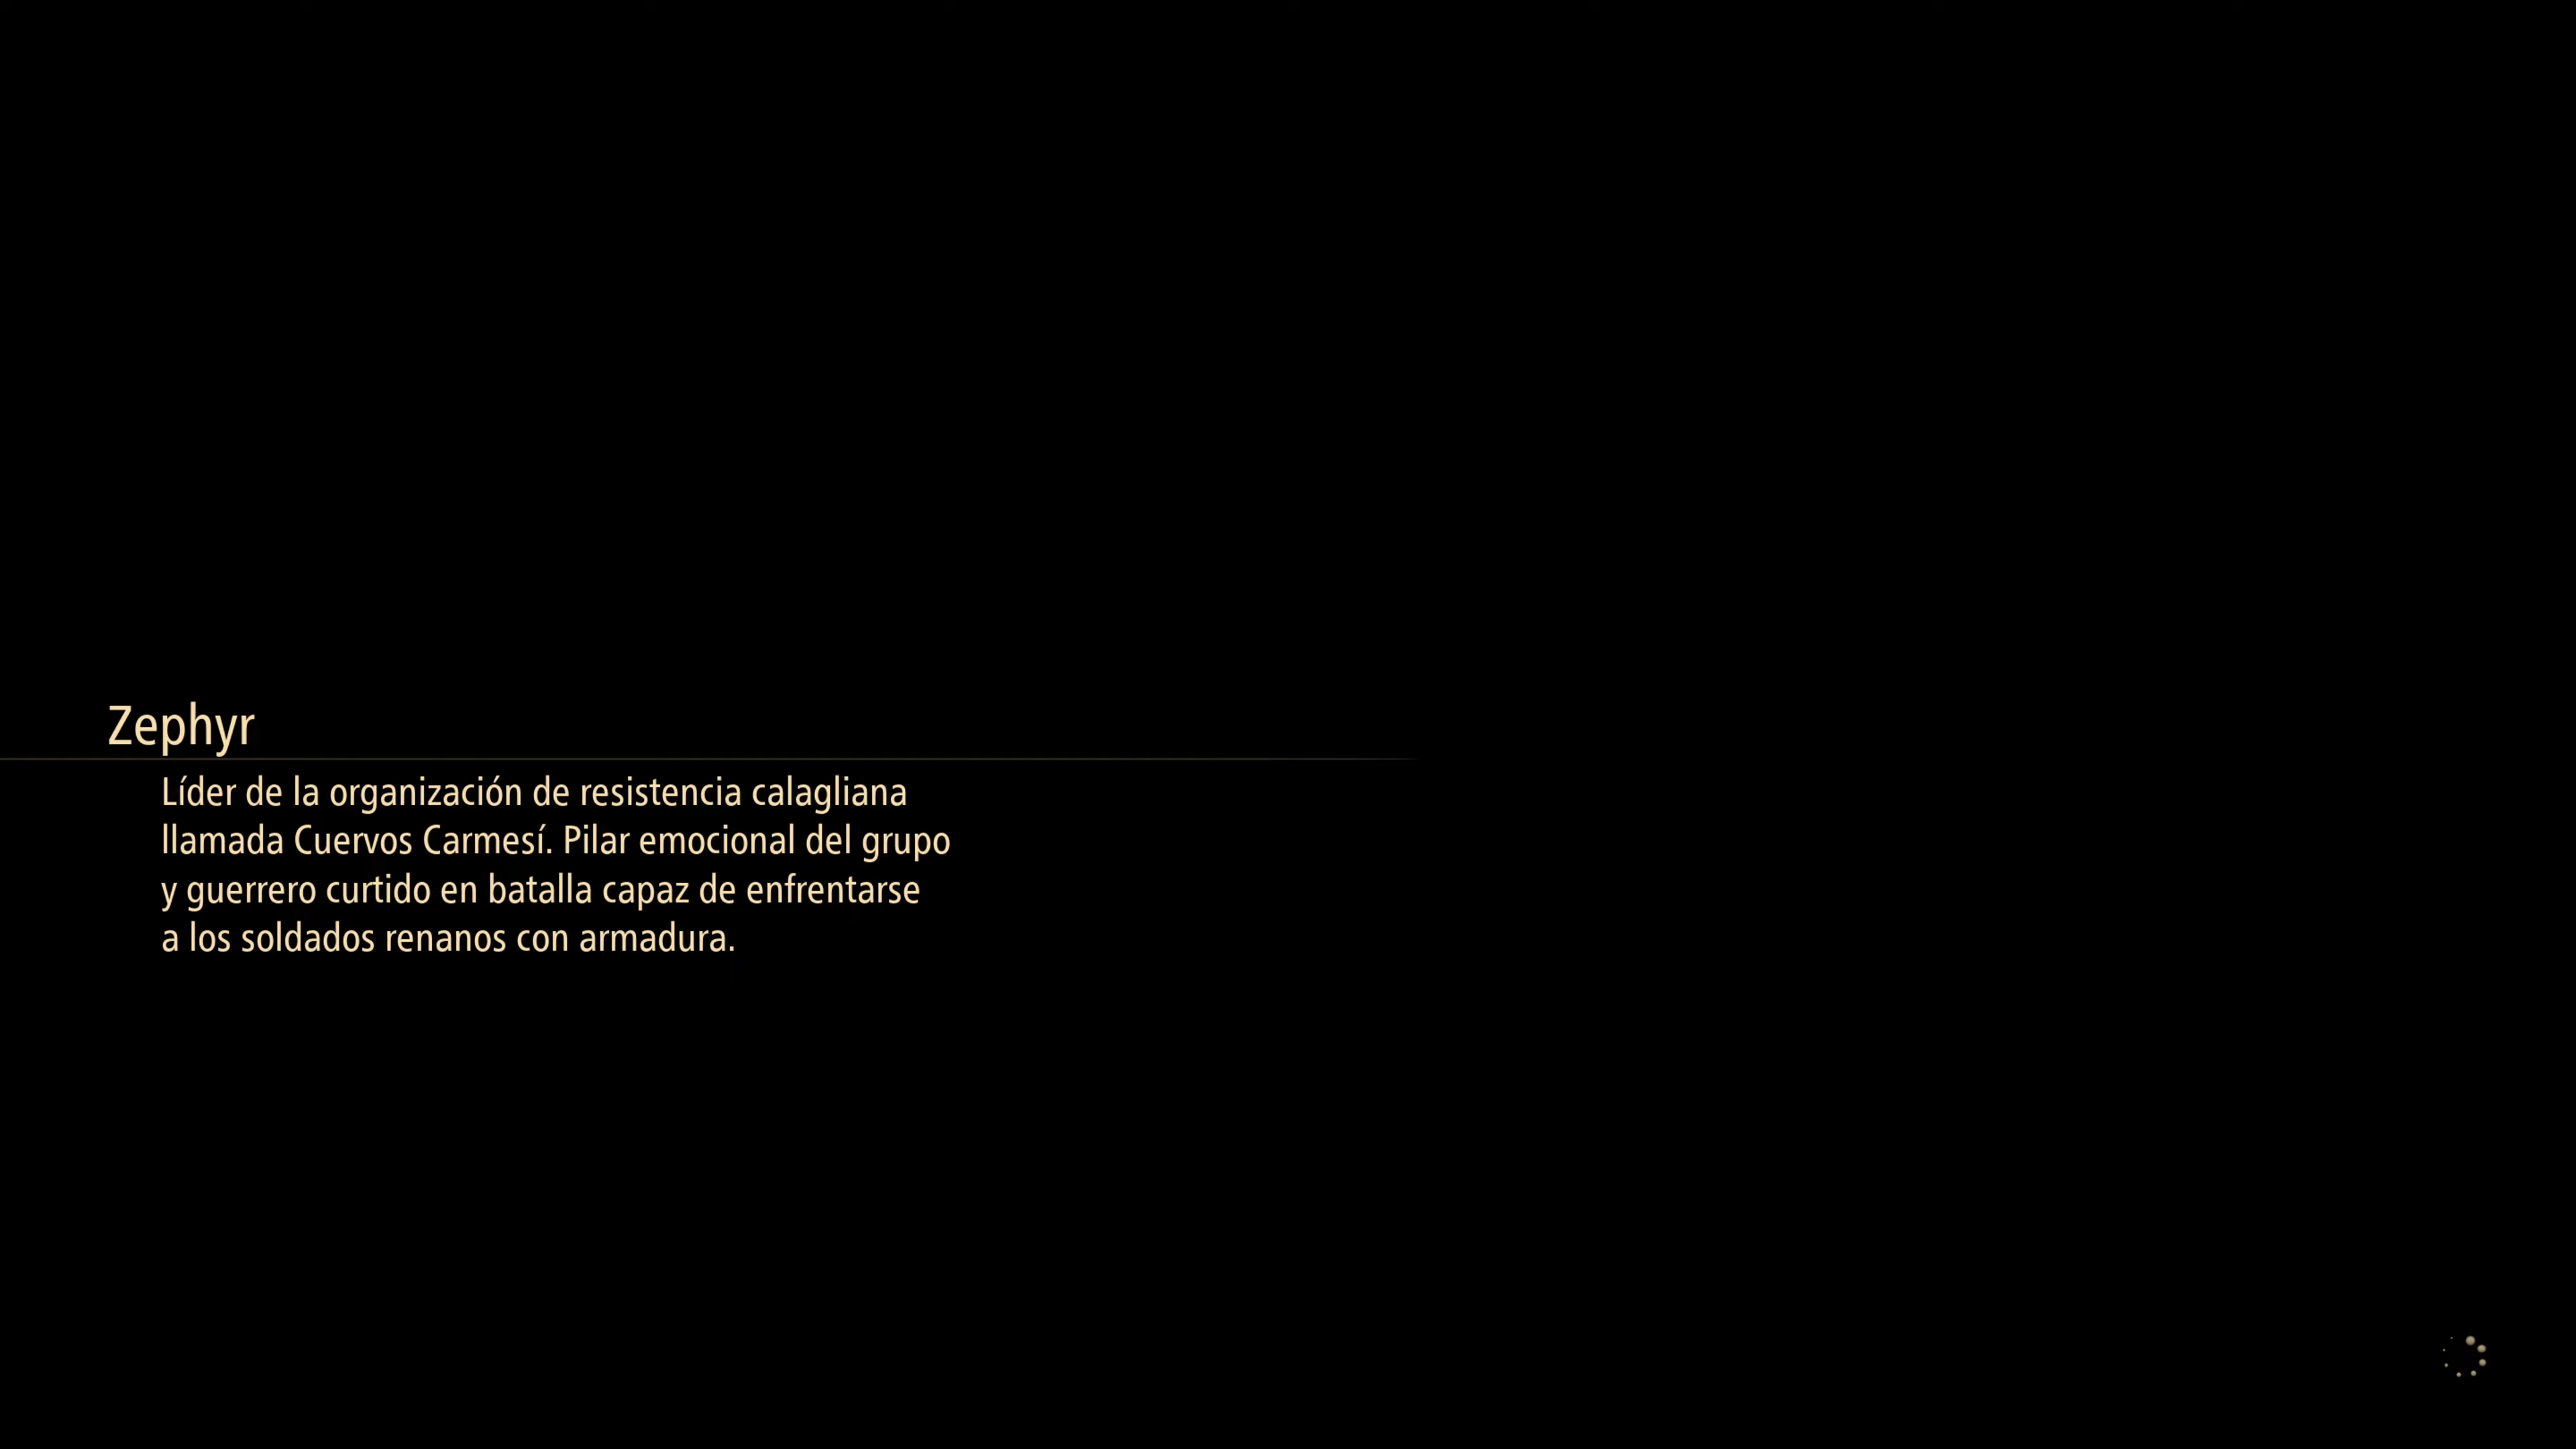 Zephyr
Líder de la organización de resistencia calagliana
llamada Cuervos Carmesí. Pilar emocional del grupo
y guerrero curtido en batalla capaz de enfrentarse
a los soldados renanos con armadura.